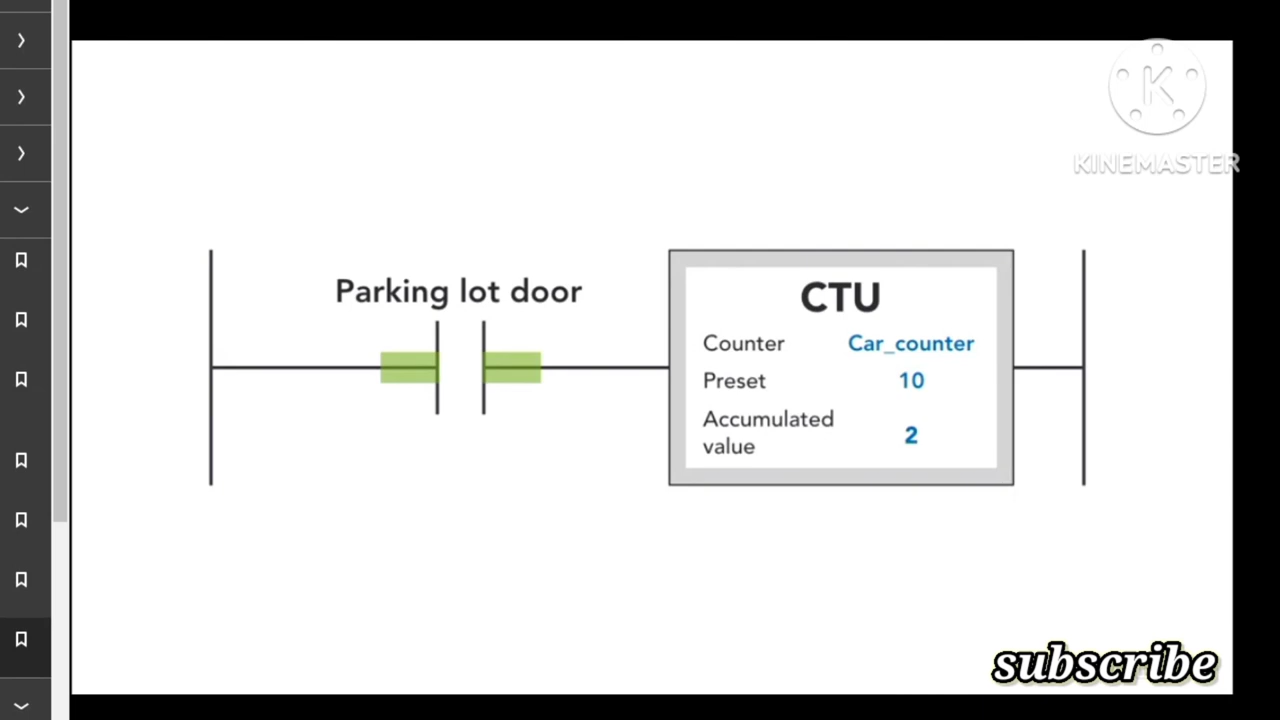 KINEMASTER
Parking lot door
CTU
Counter Car_counter
Preset 10
Accumulated
value 2
subscribe